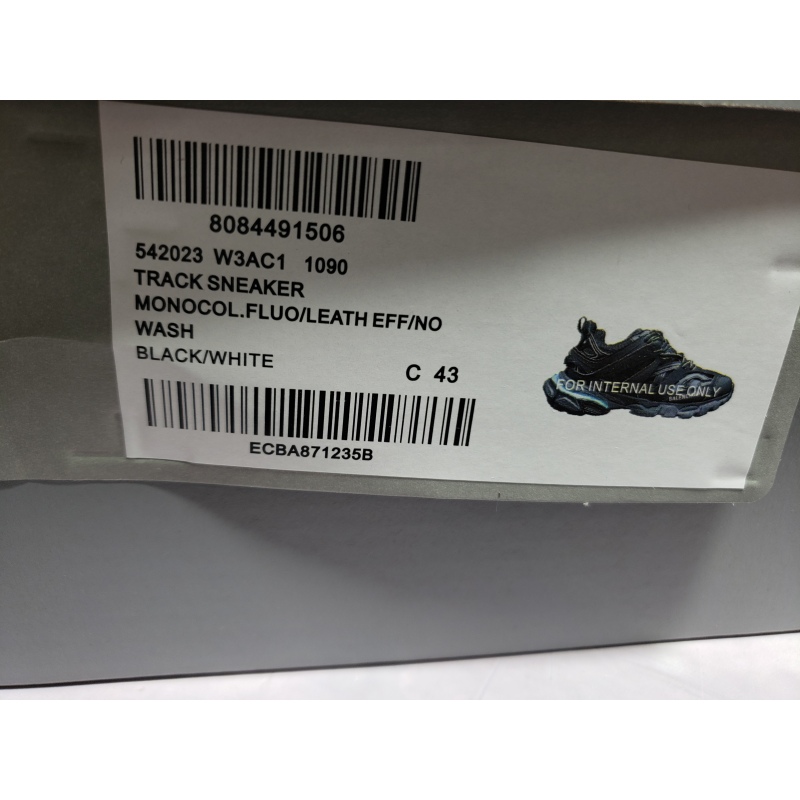 8084491506
542023 W3AC1 1090
TRACK SNEAKER
MONOCOL.FLUO/LEATH EFF/NO
WASH
BLACK/WHITE
C 43
FOR INTERNAL USE ONLY
ECBA871235B